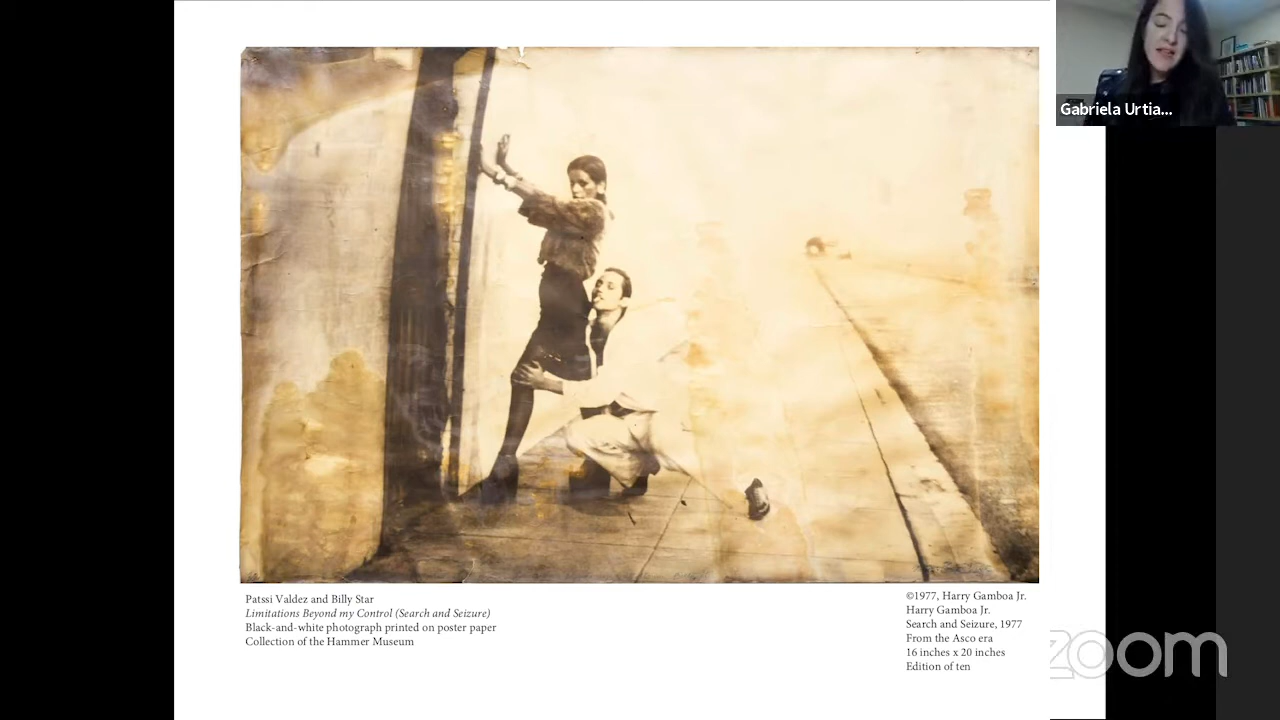 Gabriela Urtia...
Patssi Valdez and Billy Star
Limitations Beyond my Control (Search and Seizure)
Black-and-white photograph printed on poster paper
Collection of the Hammer Museum
©1977, Harry Gamboa Jr.
Harry Gamboa Jr.
Search and Seizure, 1977
From the Asco era
16 inches x 20 inches
Edition of ten
zoom